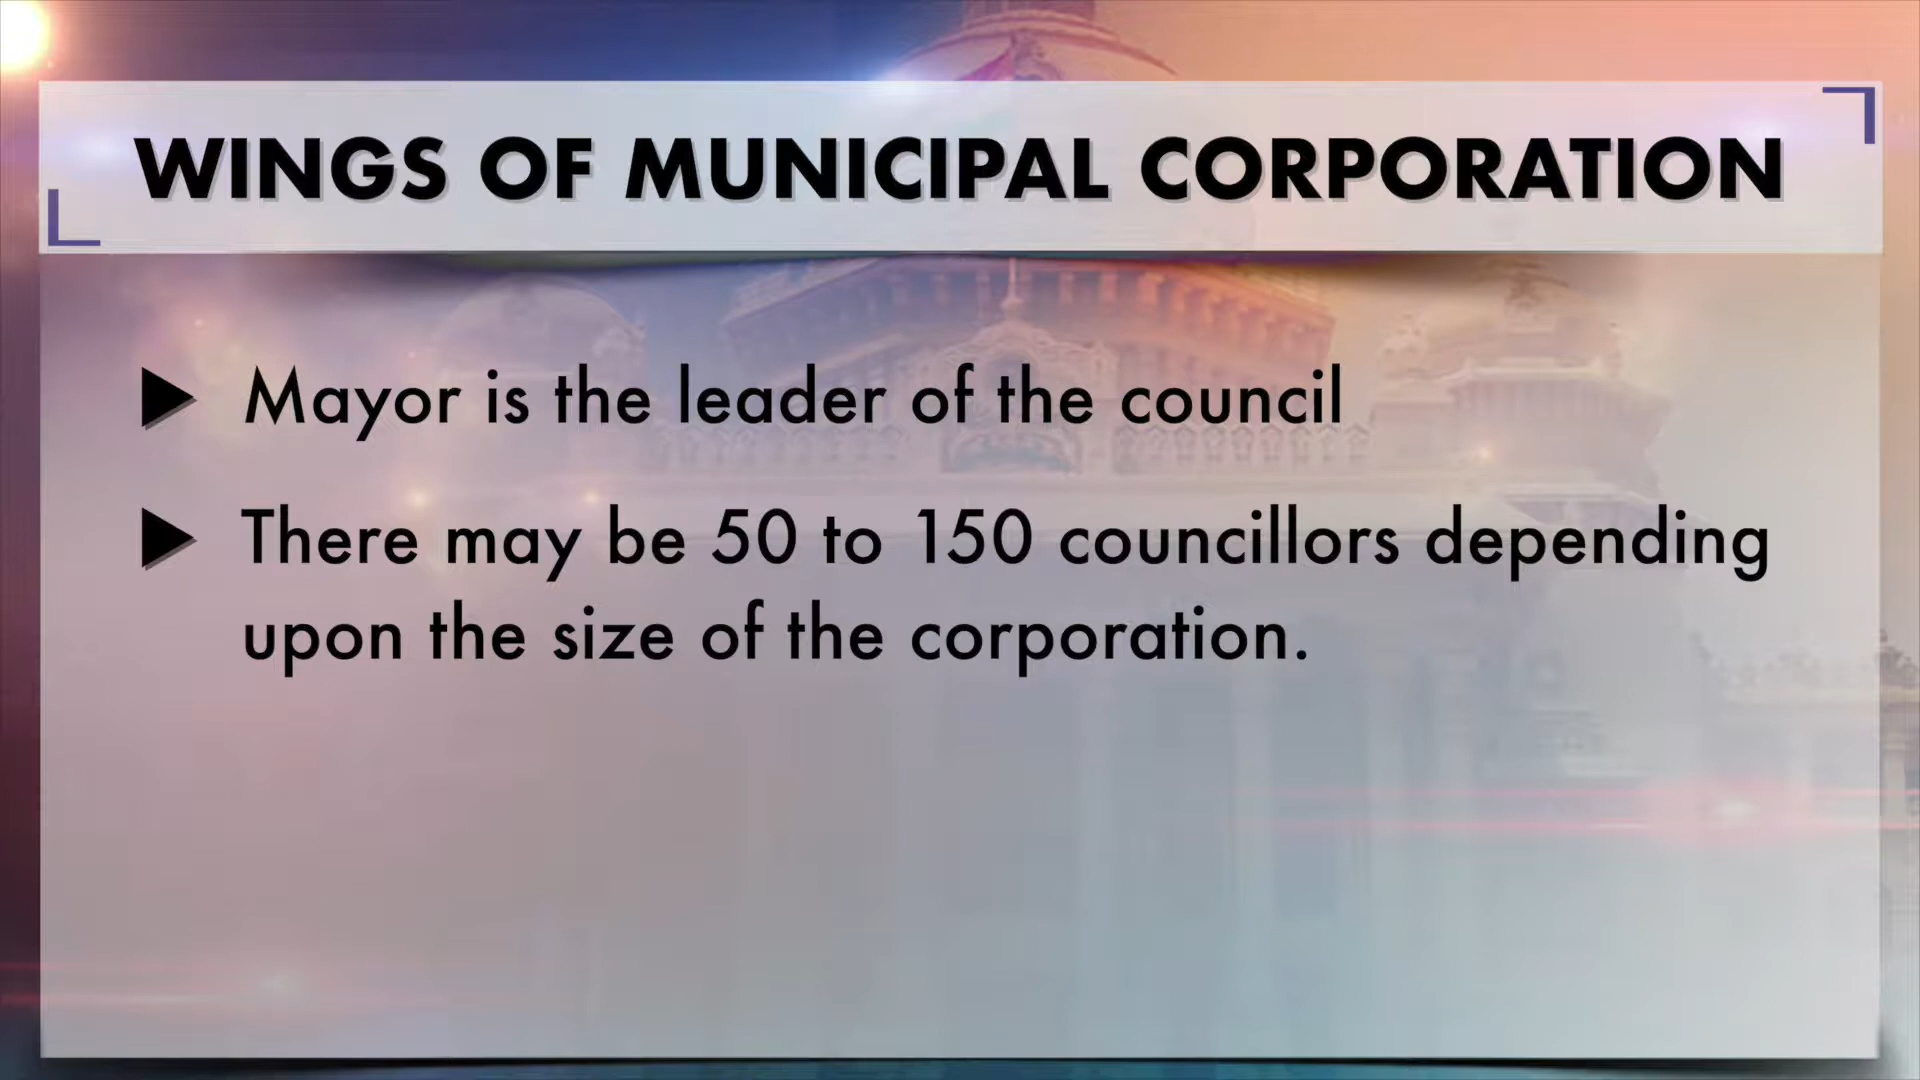 WINGS OF MUNICIPAL CORPORATION
Mayor is the leader of the council
There may be 50 to 150 councillors depending
upon the size of the corporation.